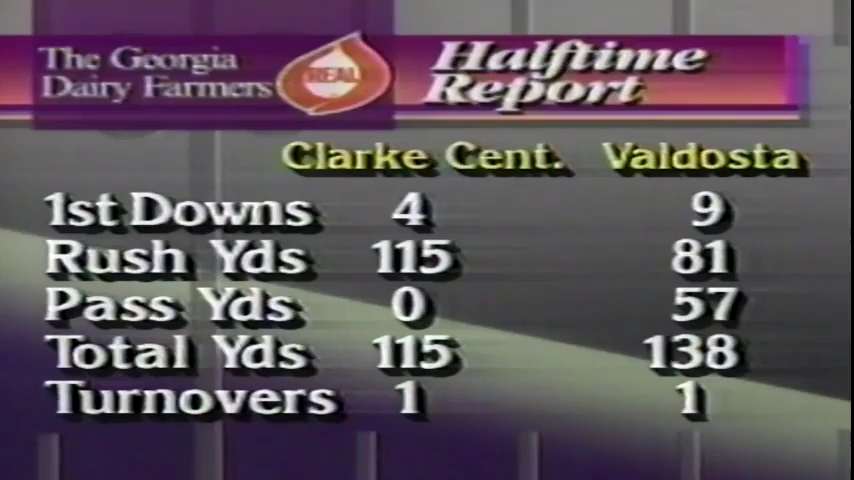 The Georgia
Dairy Farmers
REAL
Halftime
Report
Clarke Cent. Valdosta
1st Downs 4 9
Rush Yds 115 81
Pass Yds 0 57
Total Yds 115 138
Turnovers 1 1